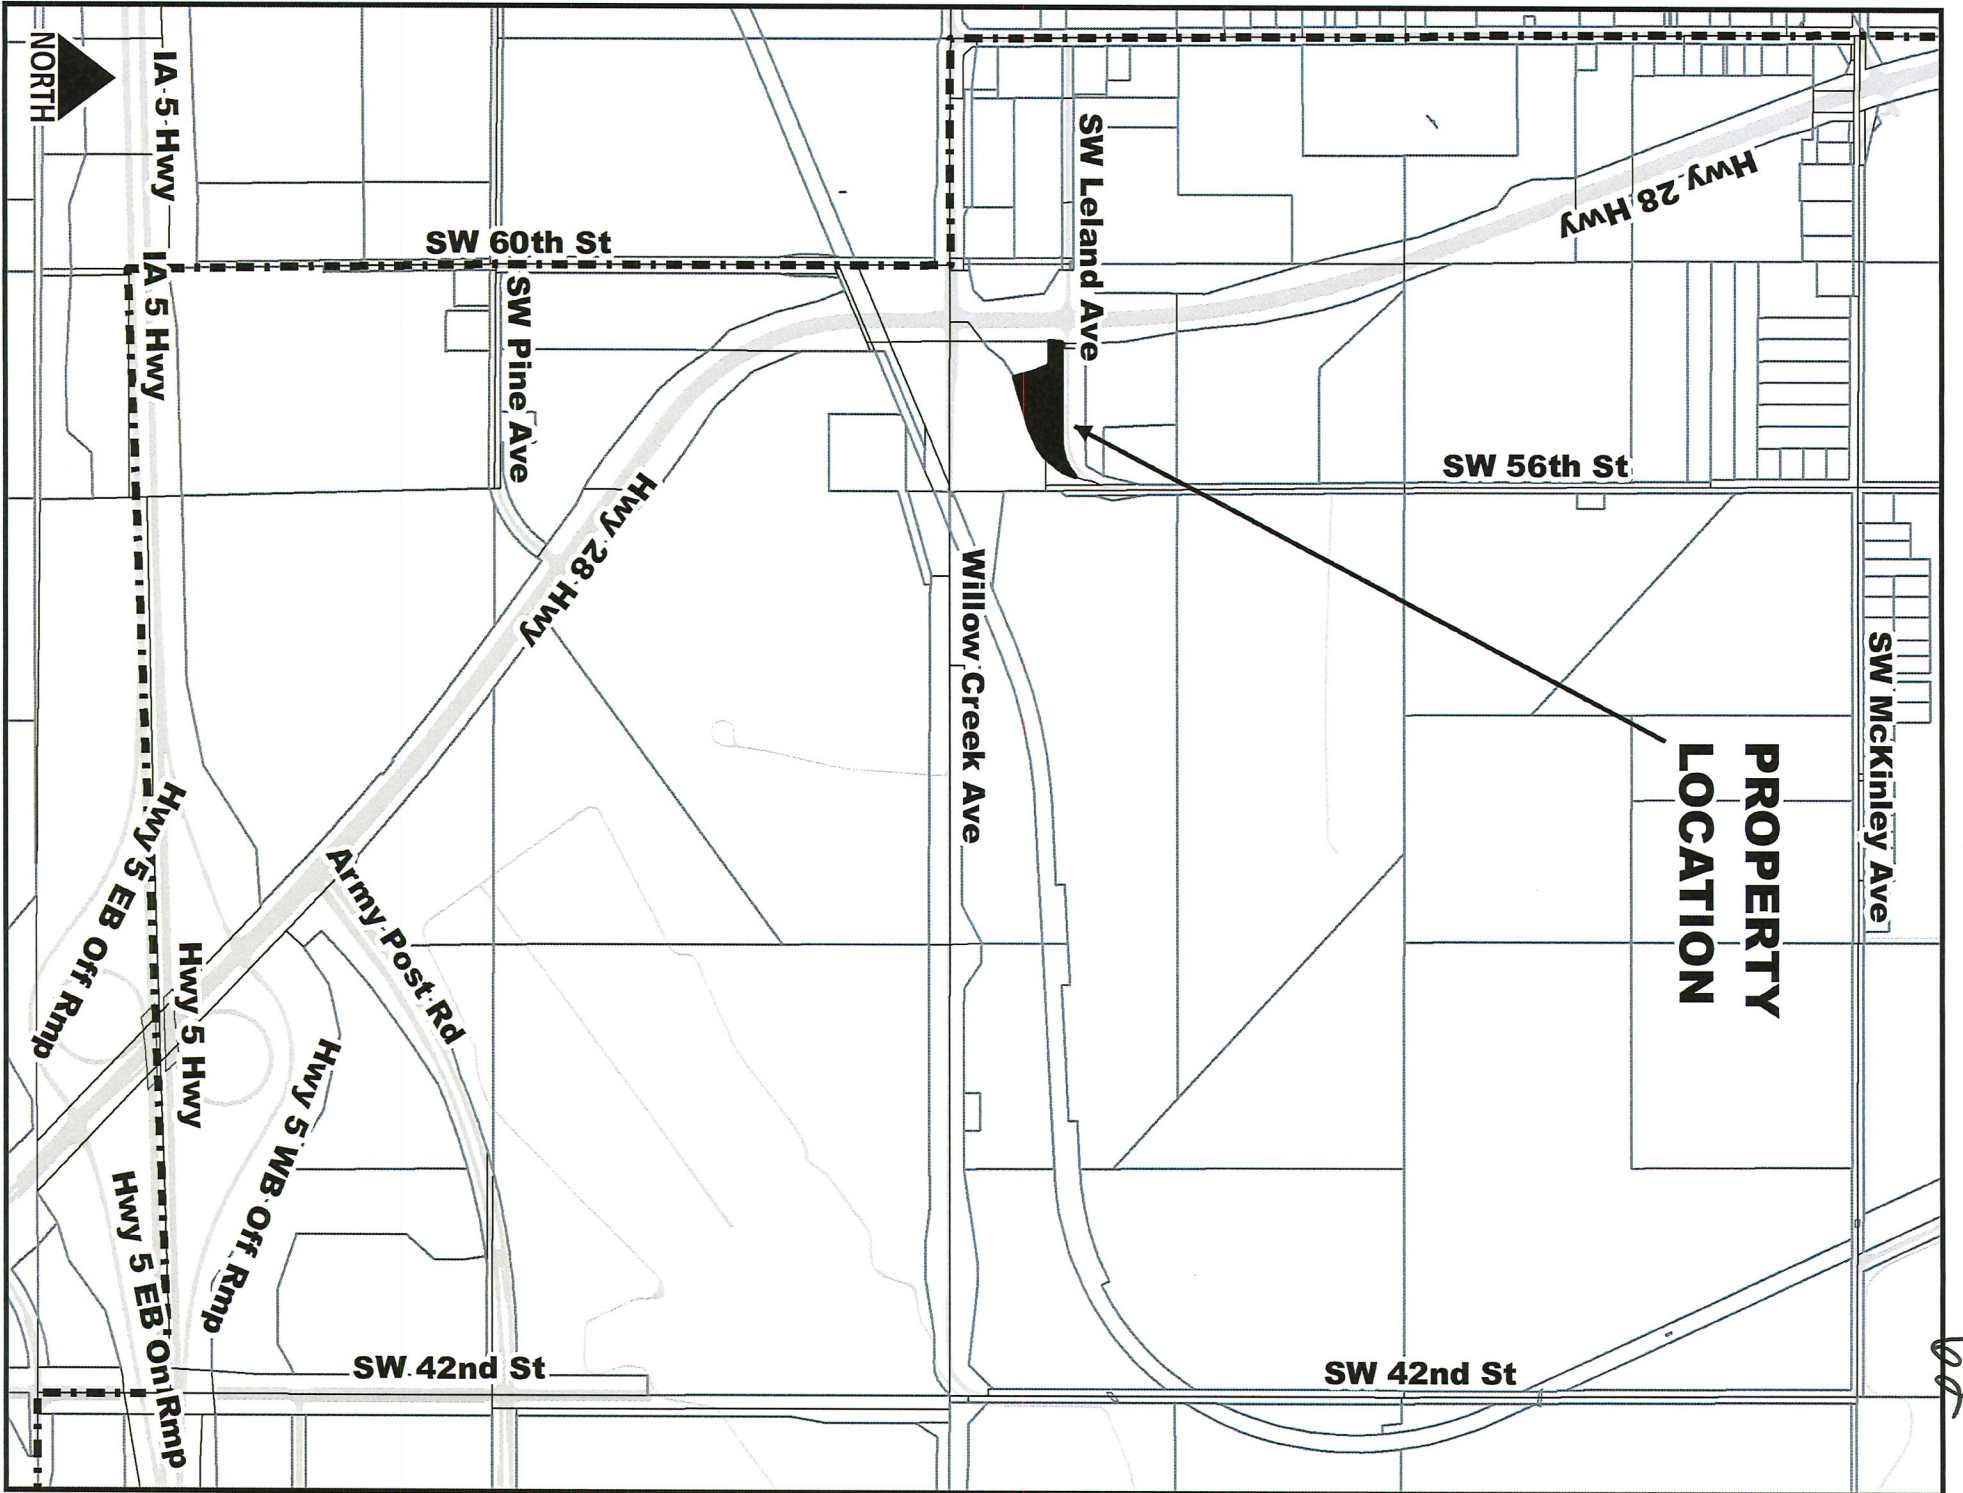 SW McKinley Ave
PROPERTY
LOCATION
Hwy 28 Hwy
SW 56th St
SW 42nd St
SW Leland Ave
Willow Creek Ave
Hwy 28 Hwy
SW 60th St
SW Pine Ave
Army Post Rd
SW 42nd St
IA 5 Hwy
IA 5 Hwy
Hwy 5 WB Off Rmp
Hwy 5 Hwy
Hwy 5 EB Off Rmp
Hwy 5 EB On Rmp
NORTH